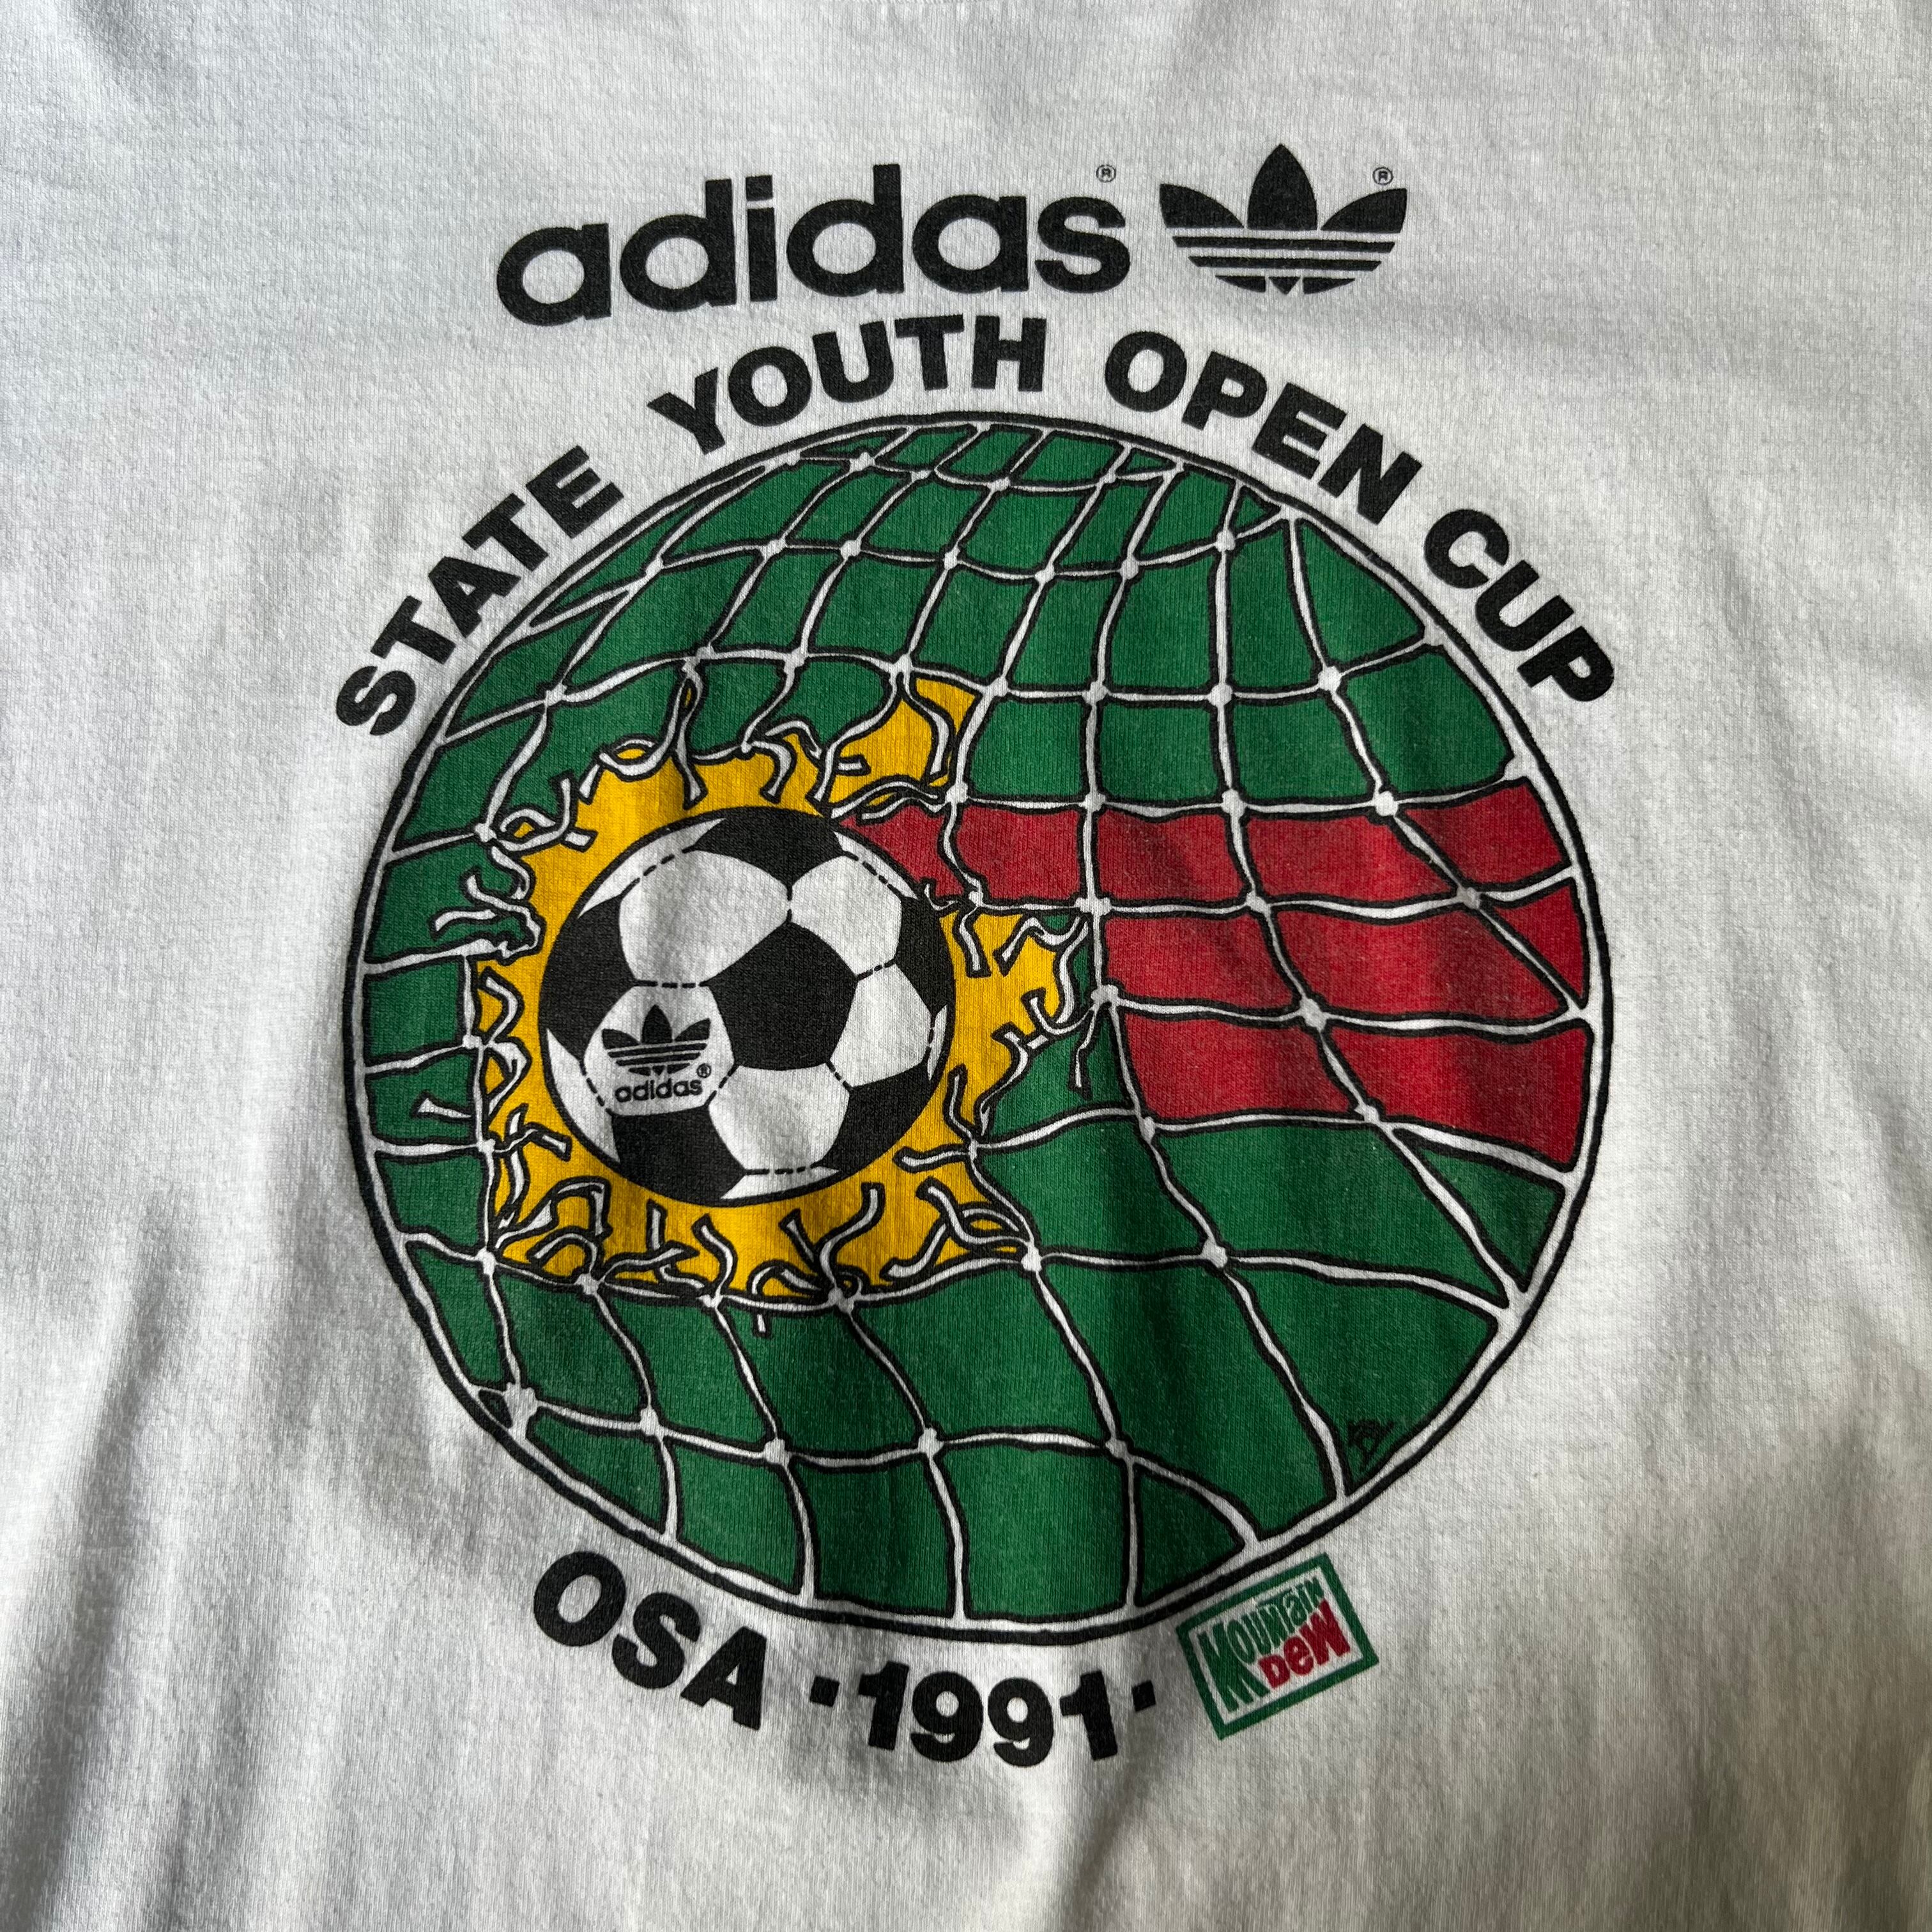 adidas®
®
STATE YOUTH OPEN CUP
adidas®
OSA ·1991·
MOUNTAIN
DEW